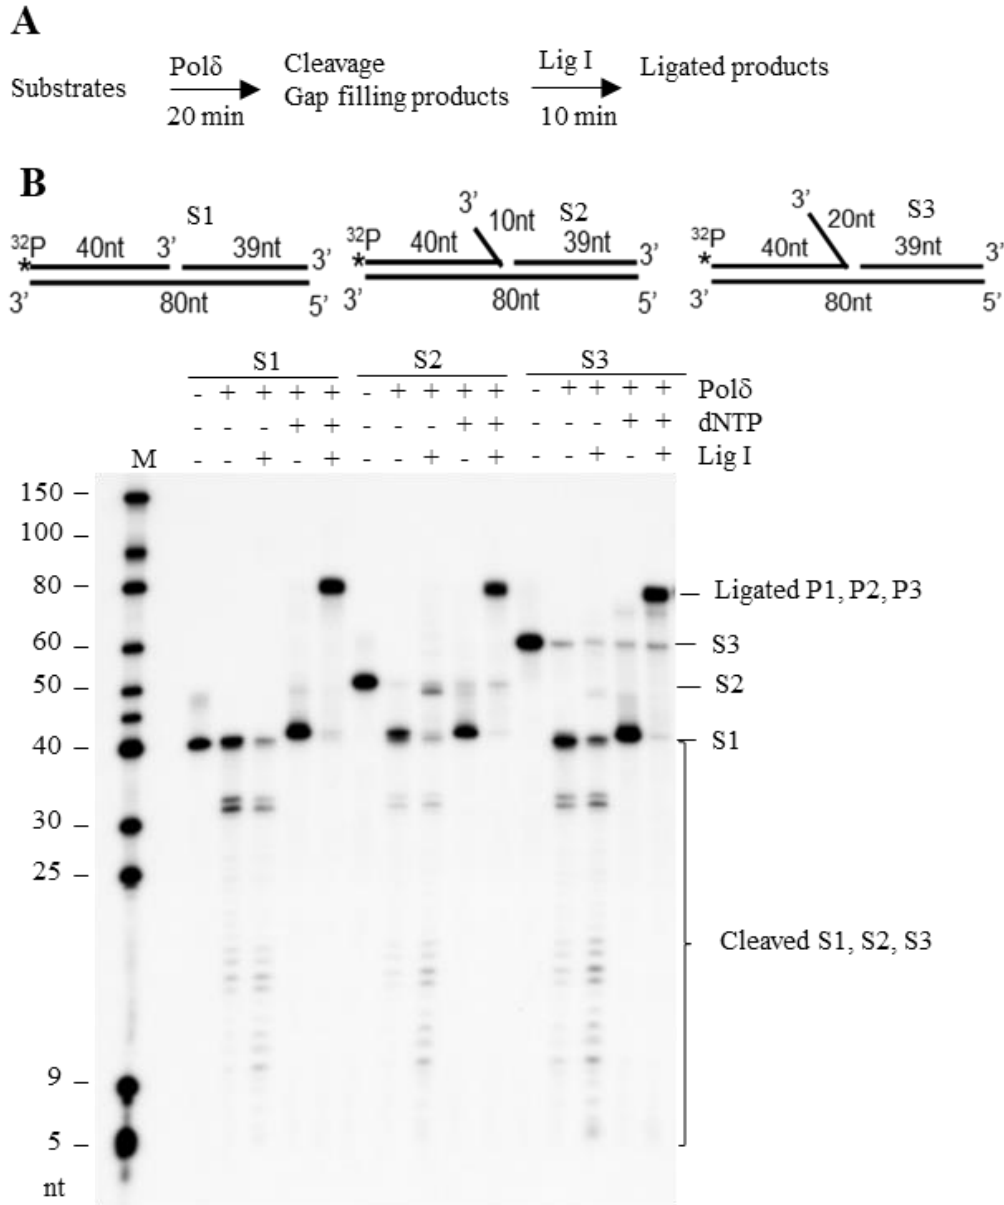 A
Substrates
Polδ
20 min
Cleavage
Gap filling products
Lig I
10 min
Ligated products
B
S1
³²P 40nt 3’ 39nt 3’
*
3’ 80nt 5’
3’ 10nt S2
³²P 40nt 39nt 3’
*
3’ 80nt 5’
3’ 20nt S3
³²P 40nt 39nt 3’
*
3’ 80nt 5’
S1 S2 S3
- + + + + - + + + + - + + + + Polδ
- - - + + - - - + + - - - + + dNTP
M - - + - + - - + - + - - + - + Lig I
150 –
100 –
80 – – Ligated P1, P2, P3
60 – – S3
50 – – S2
40 – – S1
30 –
25 –
Cleaved S1, S2, S3
9 –
5 –
nt